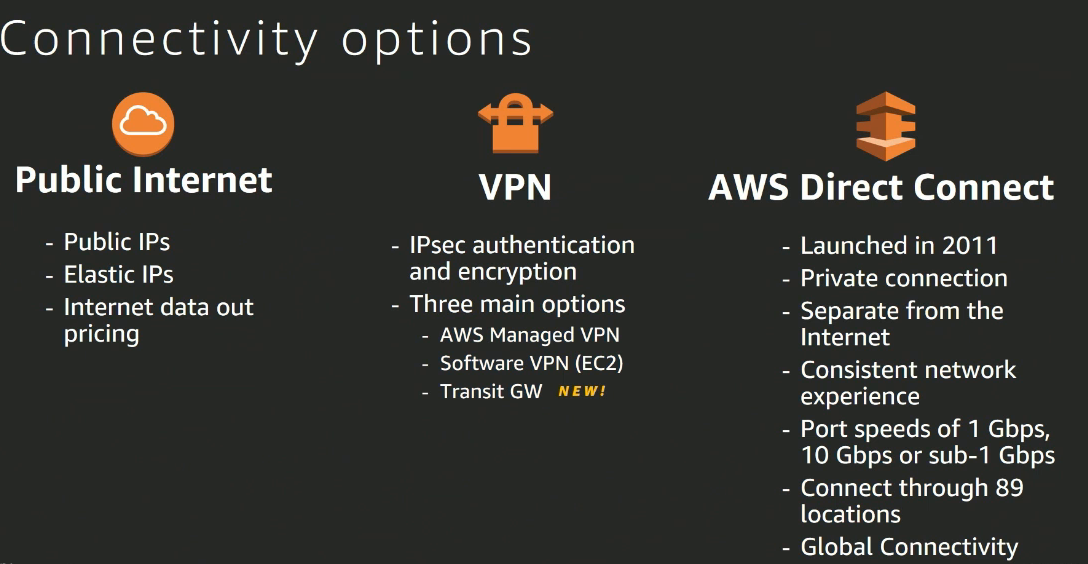 Connectivity options
Public Internet
- Public IPs
- Elastic IPs
- Internet data out
pricing
VPN
- IPsec authentication
and encryption
- Three main options
- AWS Managed VPN
- Software VPN (EC2)
- Transit GW NEW!
AWS Direct Connect
- Launched in 2011
- Private connection
- Separate from the
Internet
- Consistent network
experience
- Port speeds of 1 Gbps,
10 Gbps or sub-1 Gbps
- Connect through 89
locations
- Global Connectivity